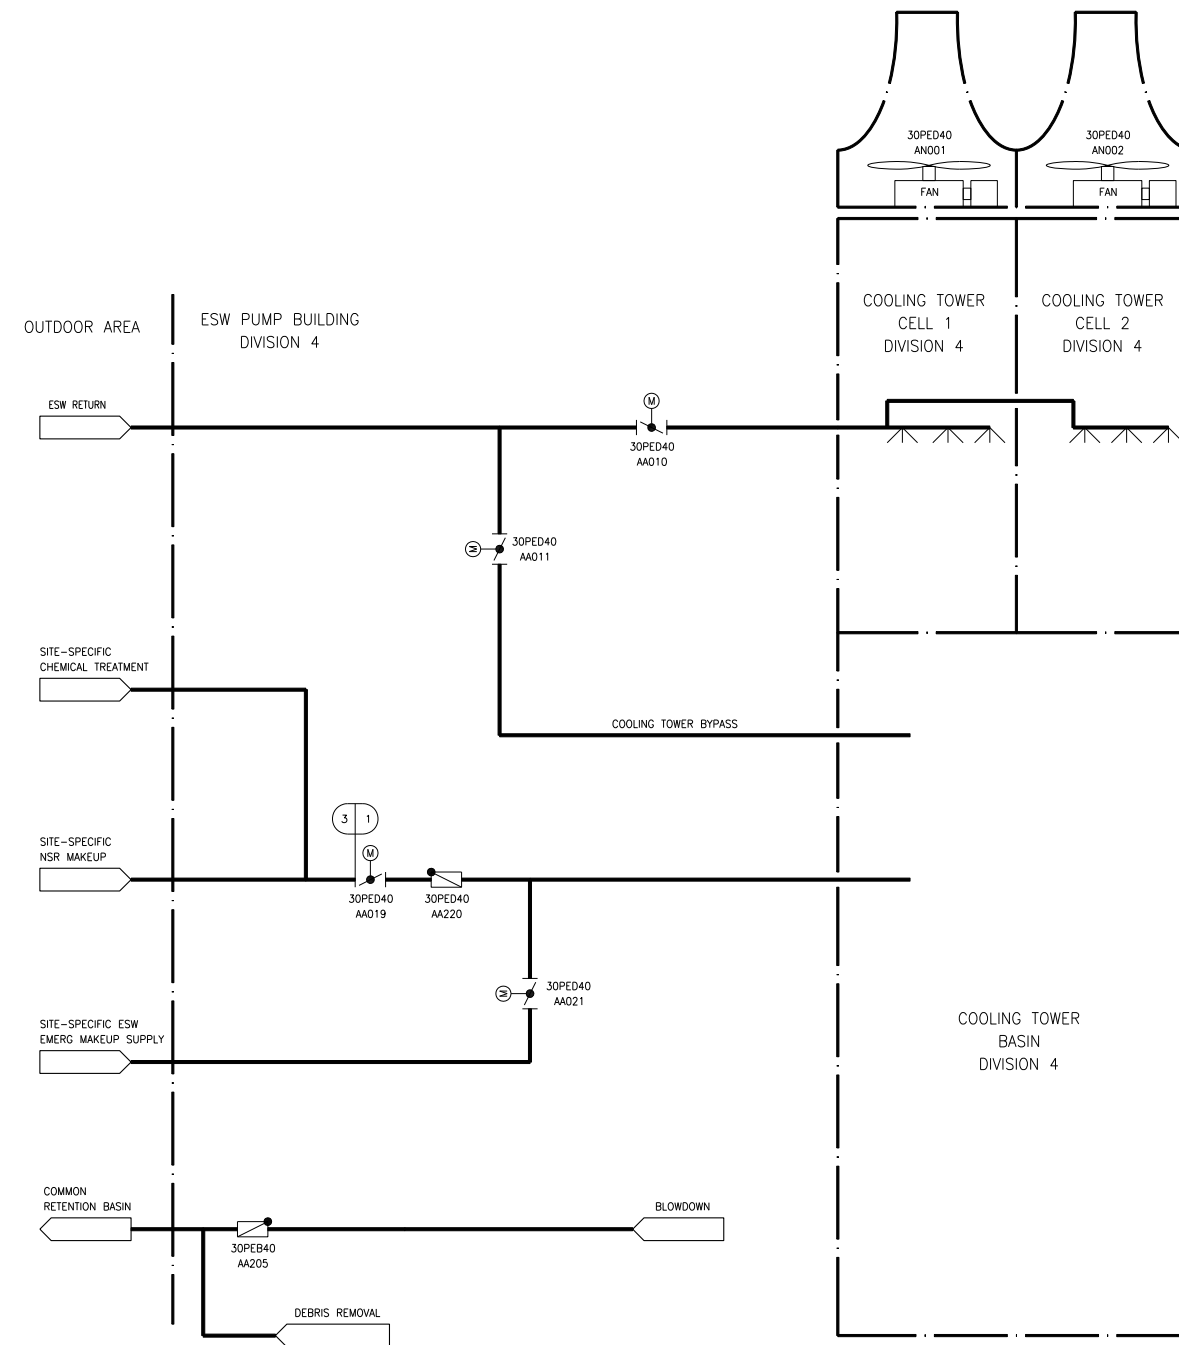 30PED40
AN001
30PED40
AN002
FAN
FAN
COOLING TOWER
CELL 1
DIVISION 4
COOLING TOWER
CELL 2
DIVISION 4
OUTDOOR AREA
ESW PUMP BUILDING
DIVISION 4
ESW RETURN
M
30PED40
AA010
M
30PED40
AA011
SITE-SPECIFIC
CHEMICAL TREATMENT
COOLING TOWER BYPASS
3 1
SITE-SPECIFIC
NSR MAKEUP
M
30PED40
AA019
30PED40
AA220
M
30PED40
AA021
SITE-SPECIFIC ESW
EMERG MAKEUP SUPPLY
COOLING TOWER
BASIN
DIVISION 4
COMMON
RETENTION BASIN
BLOWDOWN
30PEB40
AA205
DEBRIS REMOVAL